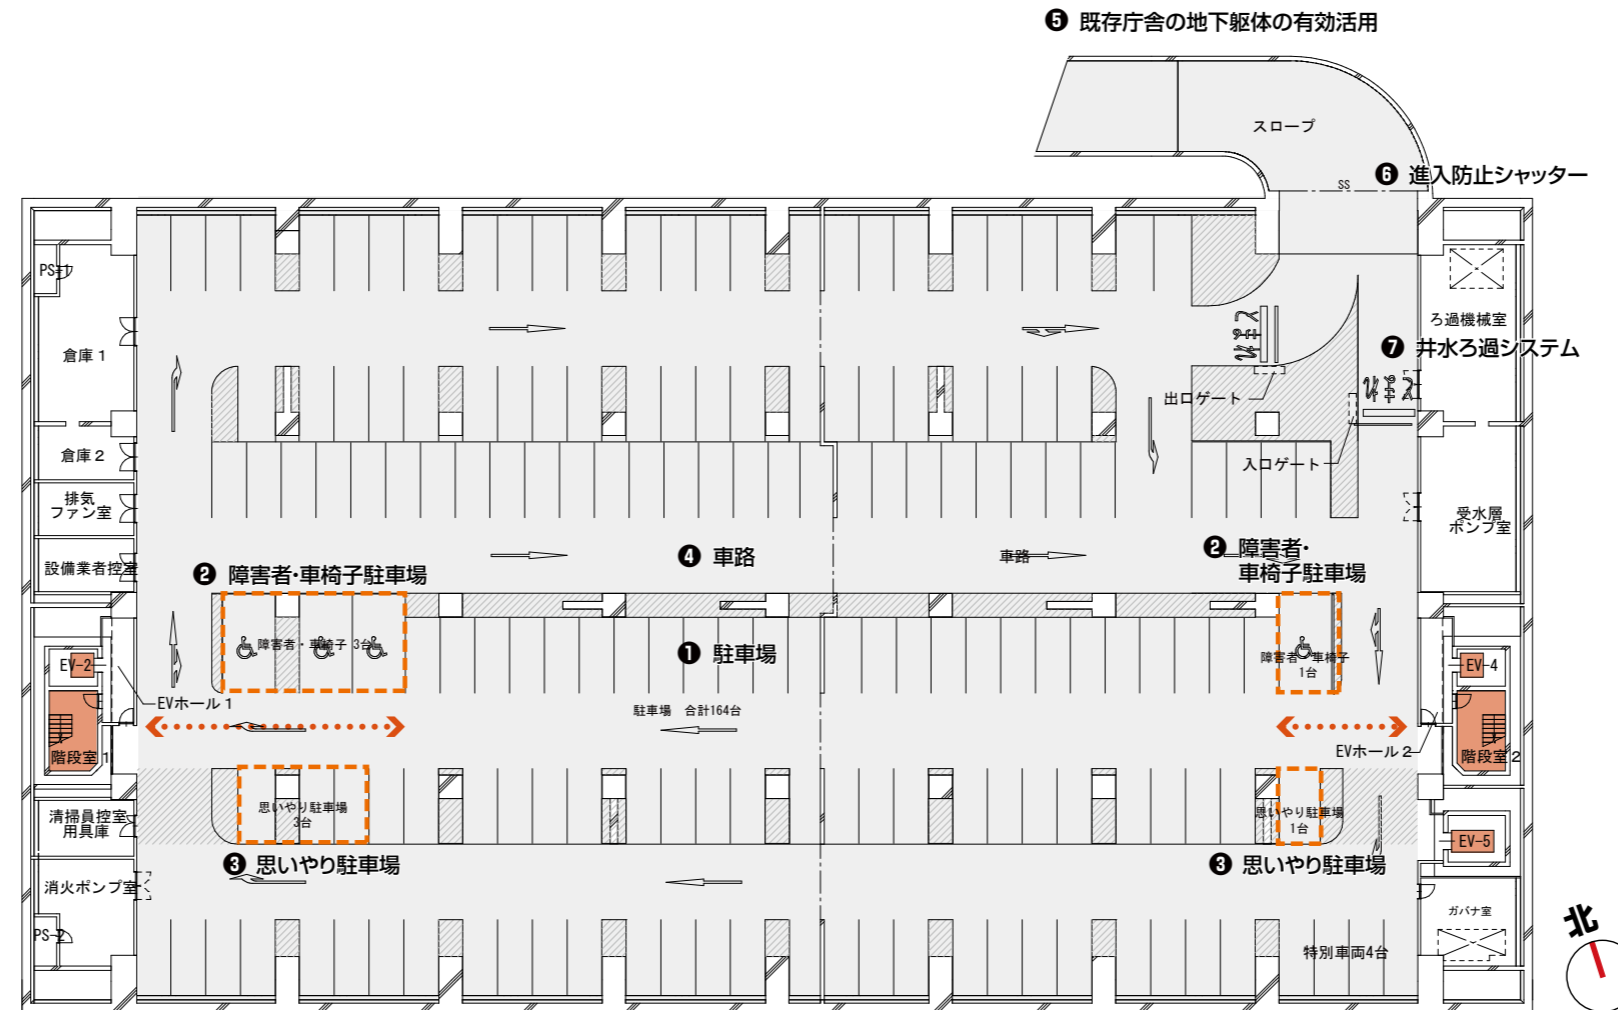 ❺ 既存庁舎の地下躯体の有効活用
スロープ
❻ 進入防止シャッター
SS
PS-1
ろ過機械室
倉庫1
❼ 井水ろ過システム
止まれ
止まれ
出口ゲート
倉庫2
入口ゲート
排気
ファン室
受水層
ポンプ室
❹ 車路
車路
❷ 障害者・
車椅子駐車場
設備業者控室
❷ 障害者・車椅子駐車場
障害者・車椅子 3台
❶ 駐車場
障害者・車椅子
1台
EV-2
EV-4
EVホール1
駐車場 合計164台
EVホール2
階段室1
階段室2
清掃員控室
用具庫
思いやり駐車場
3台
思いやり駐車場
1台
EV-5
❸ 思いやり駐車場
❸ 思いやり駐車場
消火ポンプ室
ガバナ室
PS-2
特別車両4台
北